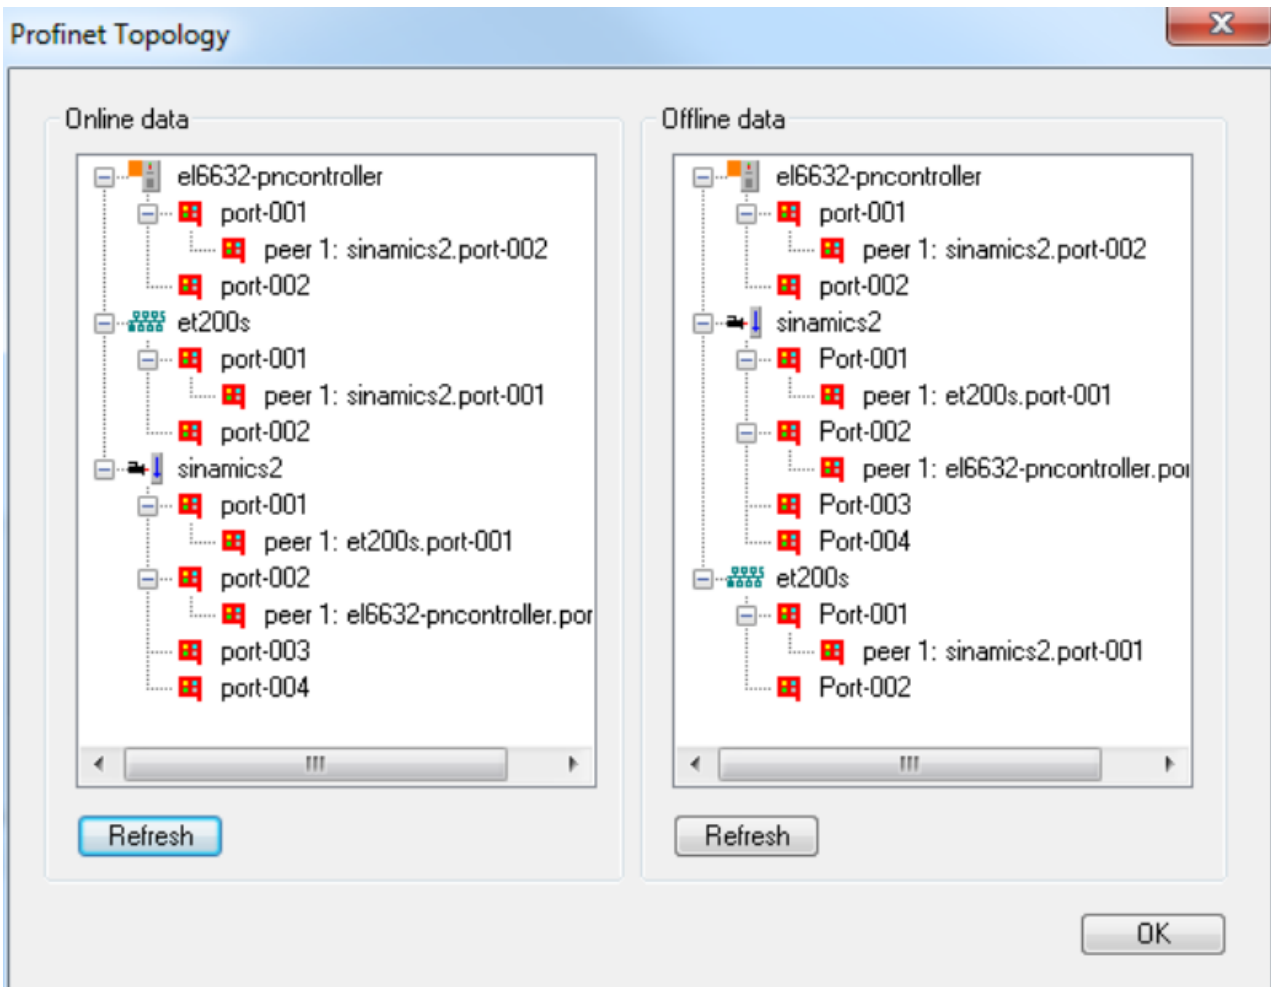 Profinet Topology
Online data
el6632-pncontroller
port-001
peer 1: sinamics2.port-002
port-002
et200s
port-001
peer 1: sinamics2.port-001
port-002
sinamics2
port-001
peer 1: et200s.port-001
port-002
peer 1: el6632-pncontroller.por
port-003
port-004
Refresh
Offline data
el6632-pncontroller
port-001
peer 1: sinamics2.port-002
port-002
sinamics2
Port-001
peer 1: et200s.port-001
Port-002
peer 1: el6632-pncontroller.poi
Port-003
Port-004
et200s
Port-001
peer 1: sinamics2.port-001
Port-002
Refresh
OK